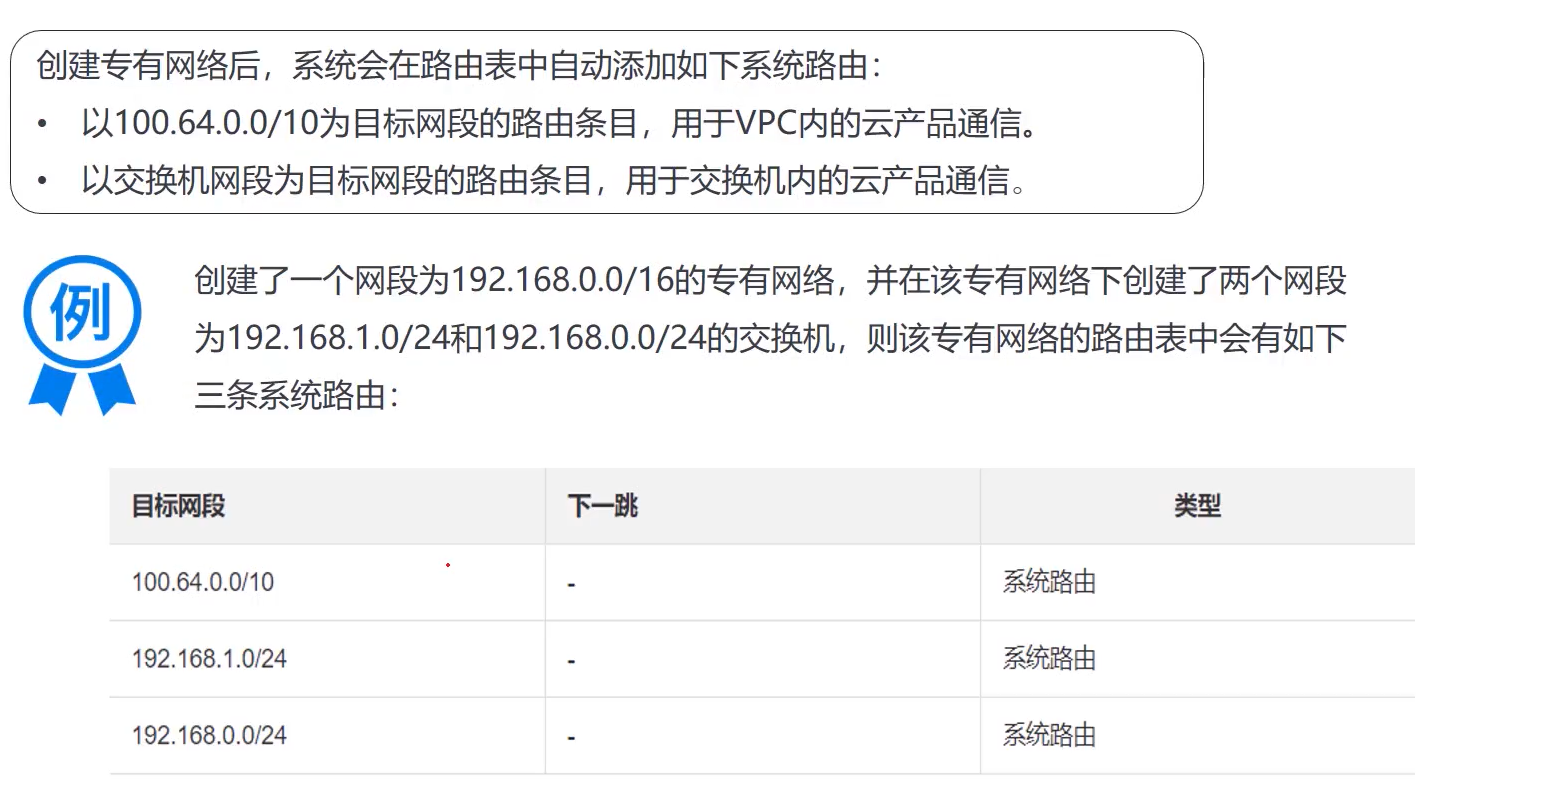 创建专有网络后，系统会在路由表中自动添加如下系统路由：
• 以100.64.0.0/10为目标网段的路由条目，用于VPC内的云产品通信。
• 以交换机网段为目标网段的路由条目，用于交换机内的云产品通信。
例
创建了一个网段为192.168.0.0/16的专有网络，并在该专有网络下创建了两个网段
为192.168.1.0/24和192.168.0.0/24的交换机，则该专有网络的路由表中会有如下
三条系统路由：
目标网段 下一跳 类型
100.64.0.0/10 - 系统路由
192.168.1.0/24 - 系统路由
192.168.0.0/24 - 系统路由